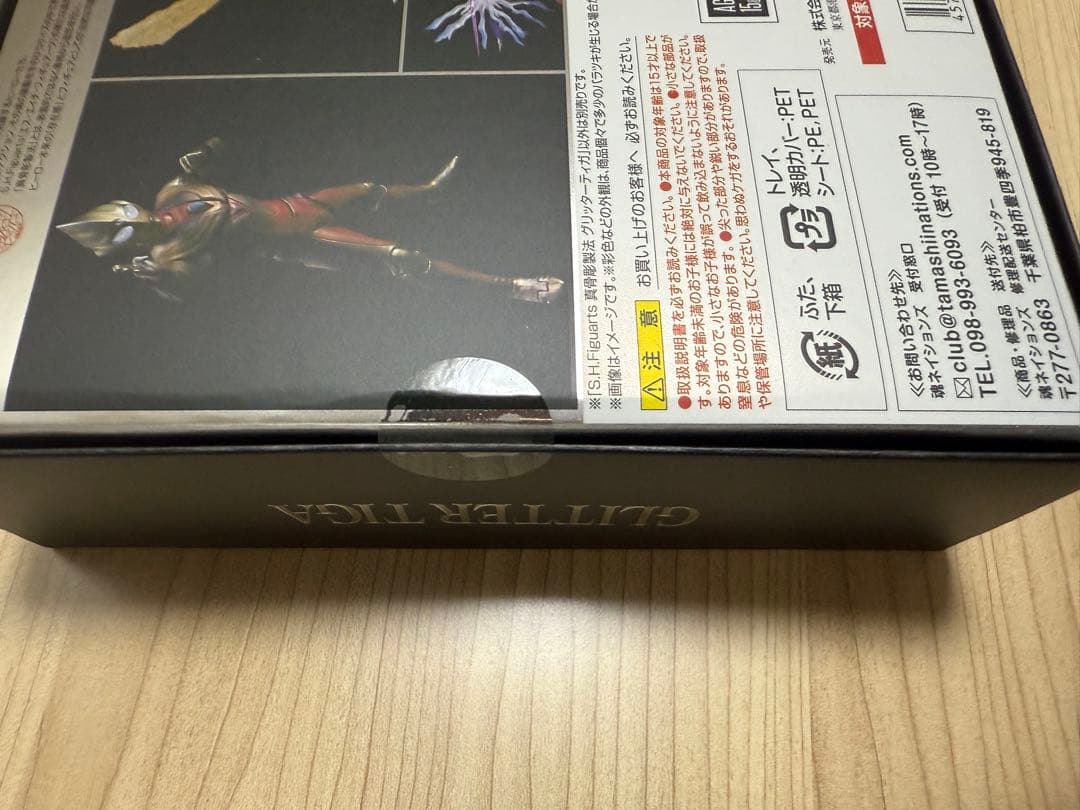 ※「S.H.Figuarts 真骨彫製法 グリッターティガ」以外は別売りです。
※画像はイメージです。※彩色などの外観は、商品個々で多少のバラツキが生じる場合が
⚠注 意 お買い上げのお客様へ 必ずお読みください。
●取扱説明書を必ずお読みください。●本商品の対象年齢は15才以上で
す。対象年齢未満のお子様には絶対に与えないでください。●小さな部品が
ありますので、小さなお子様が誤って飲み込まないように注意してください。
窒息などの危険があります。●尖った部分や鋭い部分がありますので、取扱
や保管場所に注意してください。思わぬケガをするおそれがあります。
紙
ふた、
下箱
プラ
トレイ、
透明カバー:PET
シート:PE,PET
発売元
株式会
対象
≪お問い合わせ先≫
魂ネイションズ 受付窓口
club@tamashiinations.com
TEL.098-993-6093 (受付 10時〜17時)
≪商品・修理品 送付先≫
魂ネイションズ 修理配送センター
〒277-0863 千葉県柏市豊四季945-819
GLITTER TIGA